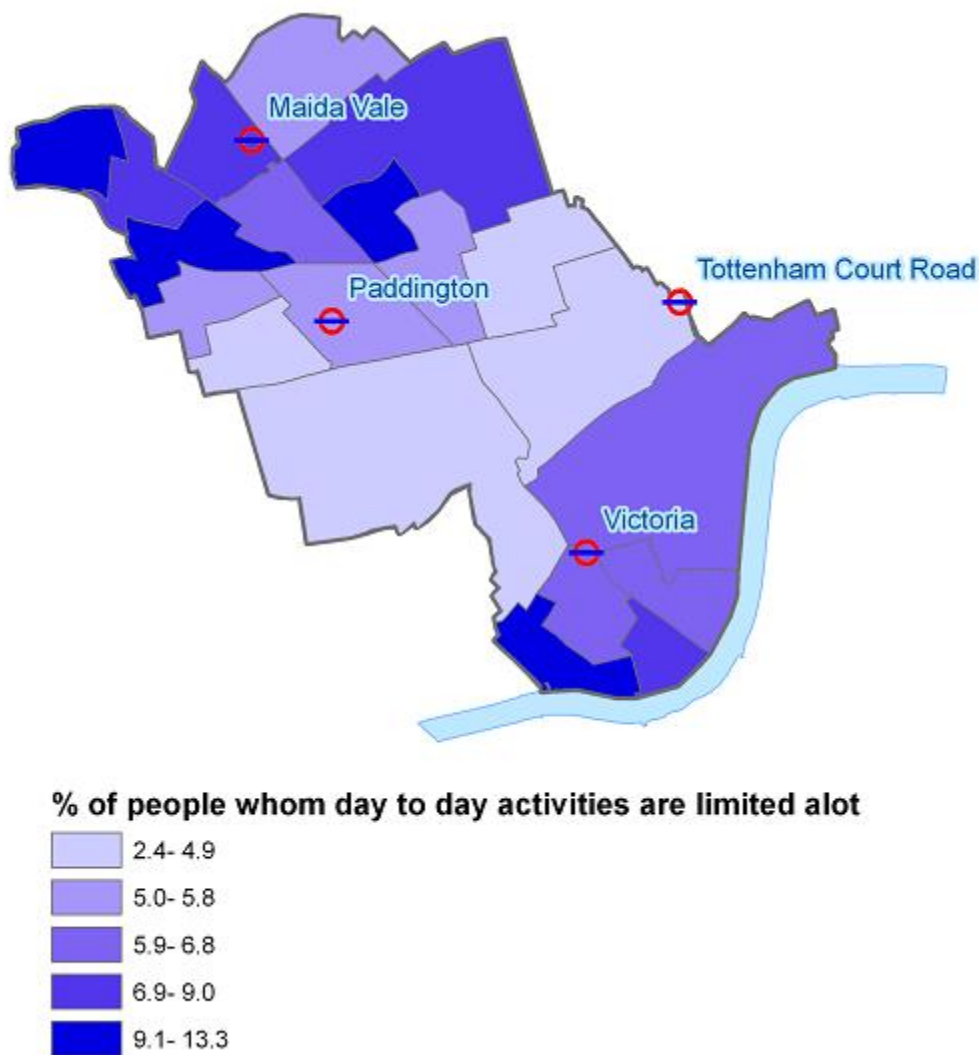 Maida Vale
Tottenham Court Road
Paddington
Victoria
% of people whom day to day activities are limited alot
2.4- 4.9
5.0- 5.8
5.9- 6.8
6.9- 9.0
9.1- 13.3